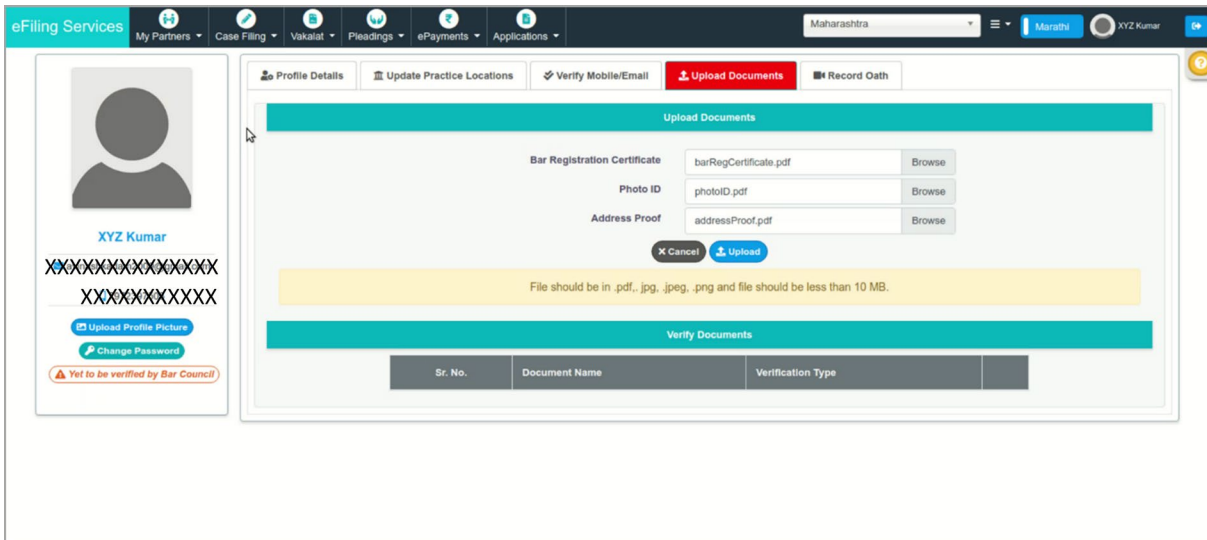 eFiling Services
My Partners
Case Filing
Vakalat
Pleadings
ePayments
Applications
Maharashtra
Marathi
XYZ Kumar
Profile Details
Update Practice Locations
Verify Mobile/Email
Upload Documents
Record Oath
Upload Documents
Bar Registration Certificate
barRegCertificate.pdf
Browse
Photo ID
photoID.pdf
Browse
Address Proof
addressProof.pdf
Browse
Cancel
Upload
File should be in .pdf,. jpg, .jpeg, .png and file should be less than 10 MB.
Verify Documents
Sr. No.
Document Name
Verification Type
XYZ Kumar
Upload Profile Picture
Change Password
Yet to be verified by Bar Council